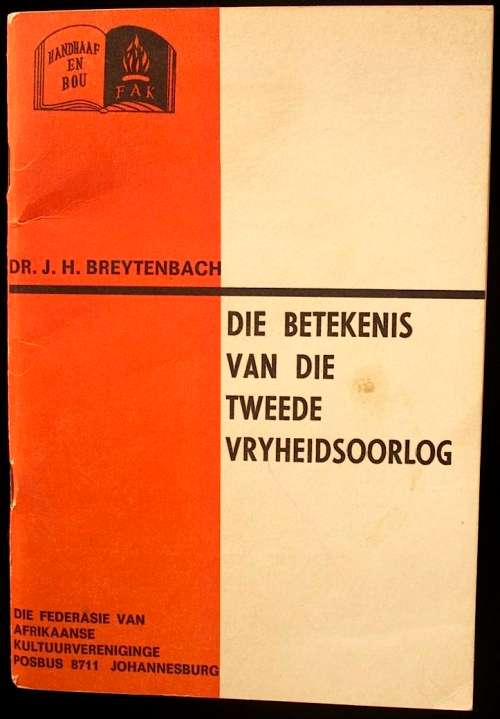 HANDHAAF
EN
BOU
FAK
DR. J. H. BREYTENBACH
DIE BETEKENIS
VAN DIE
TWEEDE
VRYHEIDSOORLOG
DIE FEDERASIE VAN
AFRIKAANSE
KULTUURVERENIGINGE
POSBUS 8711 JOHANNESBURG